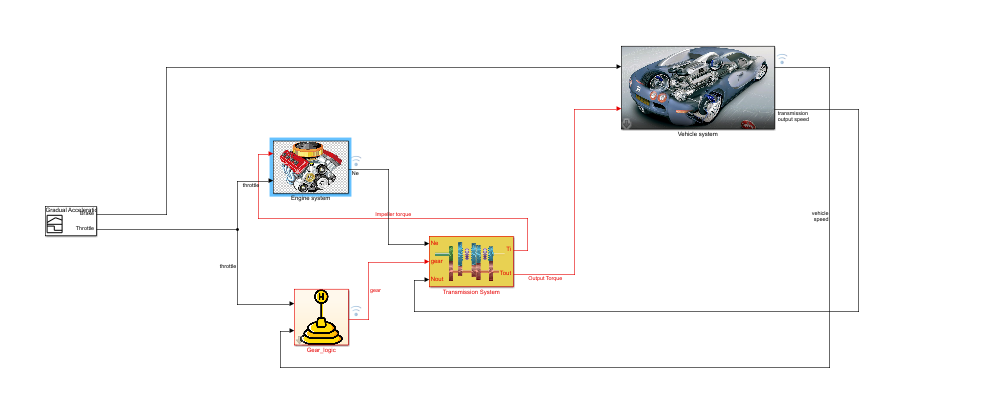 Vehicle system
transmission
output speed
Engine system
Ne
throttle
Gradual Acceleratio
Brake
Throttle
Impeller torque
vehicle
speed
Ne
Ti
gear
Tout
Nout
Output Torque
Transmission System
throttle
gear
Gear_logic